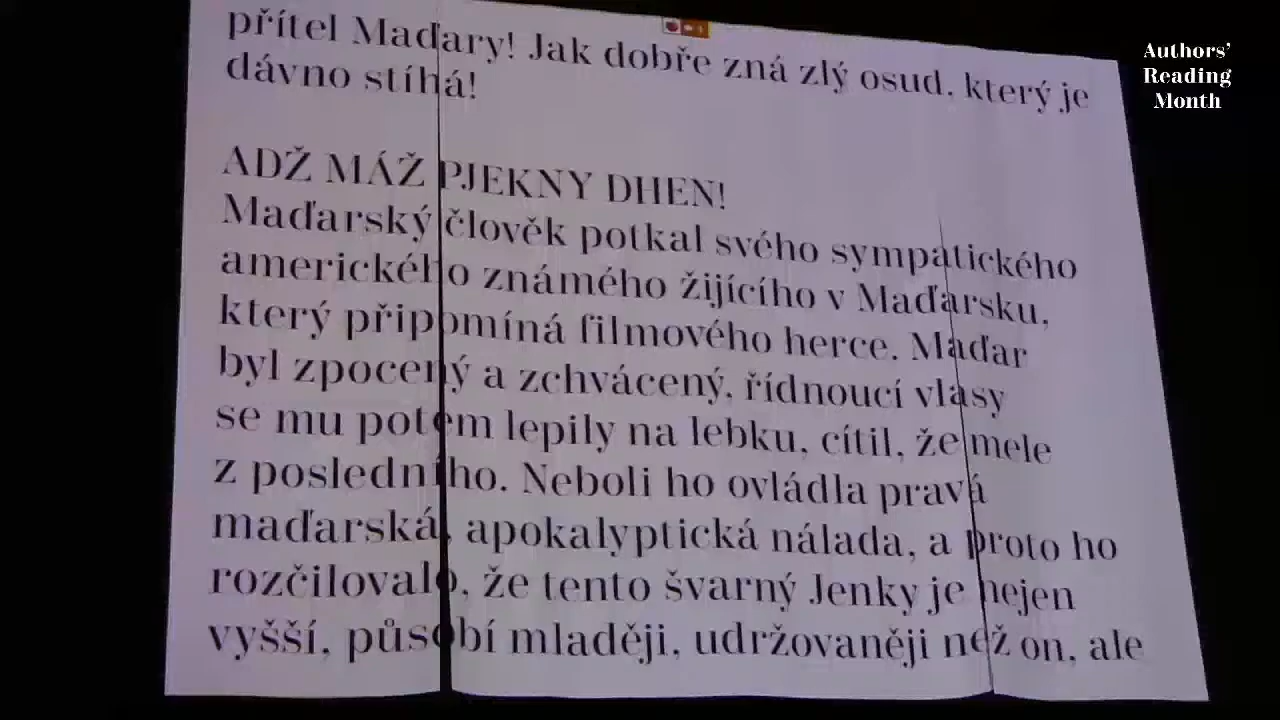 přítel Maďary! Jak dobře zná zlý osud, který je
dávno stíhá!
ADŽ MÁŽ PJEKNY DHEN!
Maďarský člověk potkal svého sympatického
amerického známého žijícího v Maďarsku,
který připomíná filmového herce. Maďar
byl zpocený a zchvácený, řídnoucí vlasy
se mu potem lepily na lebku, cítil, že mele
z posledního. Neboli ho ovládla pravá
maďarská, apokalyptická nálada, a proto ho
rozčilovalo, že tento švarný Jenky je nejen
vyšší, působí mlaději, udržovaněji než on, ale
Authors'
Reading
Month